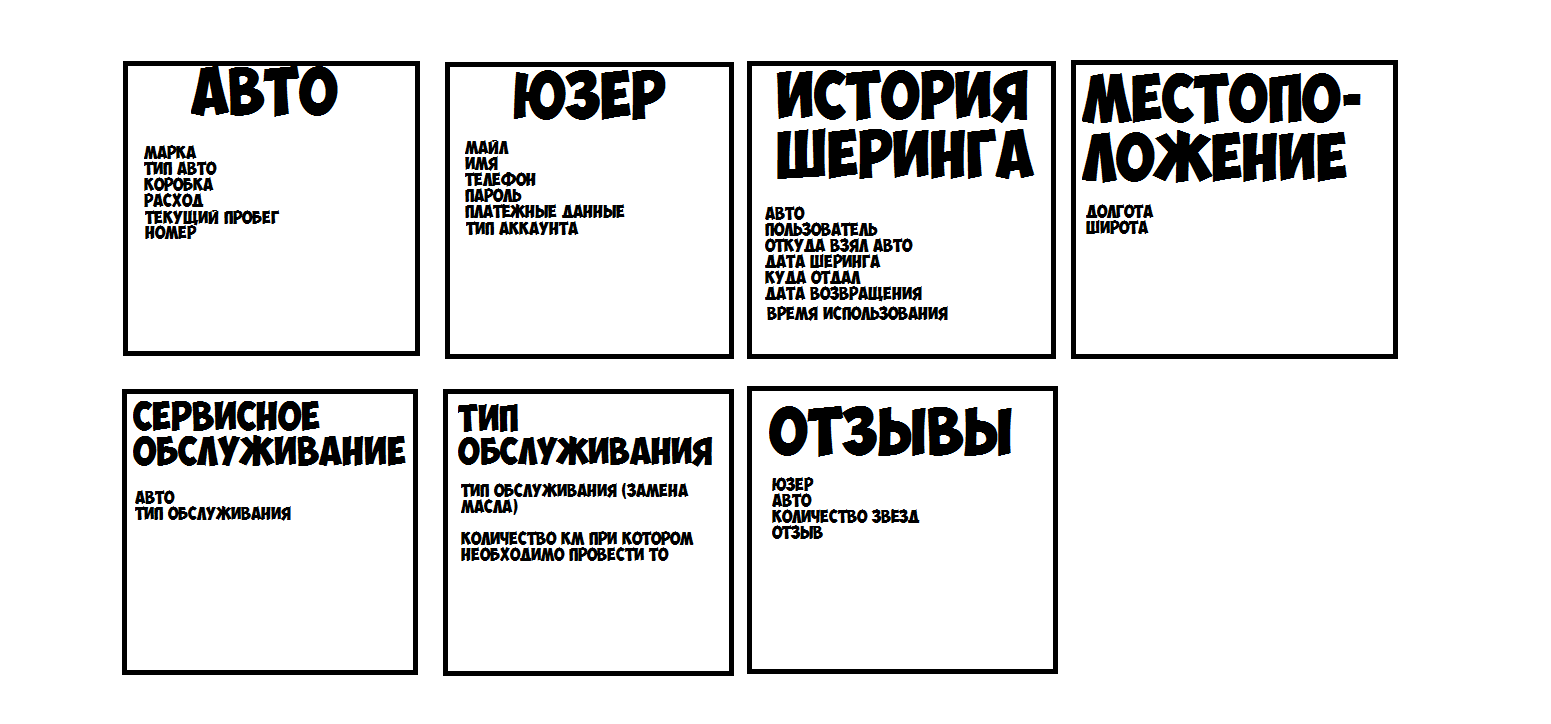 АВТО
МАРКА
ТИП АВТО
КОРОБКА
РАСХОД
ТЕКУЩИЙ ПРОБЕГ
НОМЕР
ЮЗЕР
МАЙЛ
ИМЯ
ТЕЛЕФОН
ПАРОЛЬ
ПЛАТЕЖНЫЕ ДАННЫЕ
ТИП АККАУНТА
ИСТОРИЯ
ШЕРИНГА
АВТО
ПОЛЬЗОВАТЕЛЬ
ОТКУДА ВЗЯЛ АВТО
ДАТА ШЕРИНГА
КУДА ОТДАЛ
ДАТА ВОЗВРАЩЕНИЯ
ВРЕМЯ ИСПОЛЬЗОВАНИЯ
МЕСТОПО-
ЛОЖЕНИЕ
ДОЛГОТА
ШИРОТА
СЕРВИСНОЕ
ОБСЛУЖИВАНИЕ
АВТО
ТИП ОБСЛУЖИВАНИЯ
ТИП
ОБСЛУЖИВАНИЯ
ТИП ОБСЛУЖИВАНИЯ (ЗАМЕНА
МАСЛА)
КОЛИЧЕСТВО КМ ПРИ КОТОРОМ
НЕОБХОДИМО ПРОВЕСТИ ТО
ОТЗЫВЫ
ЮЗЕР
АВТО
КОЛИЧЕСТВО ЗВЕЗД
ОТЗЫВ